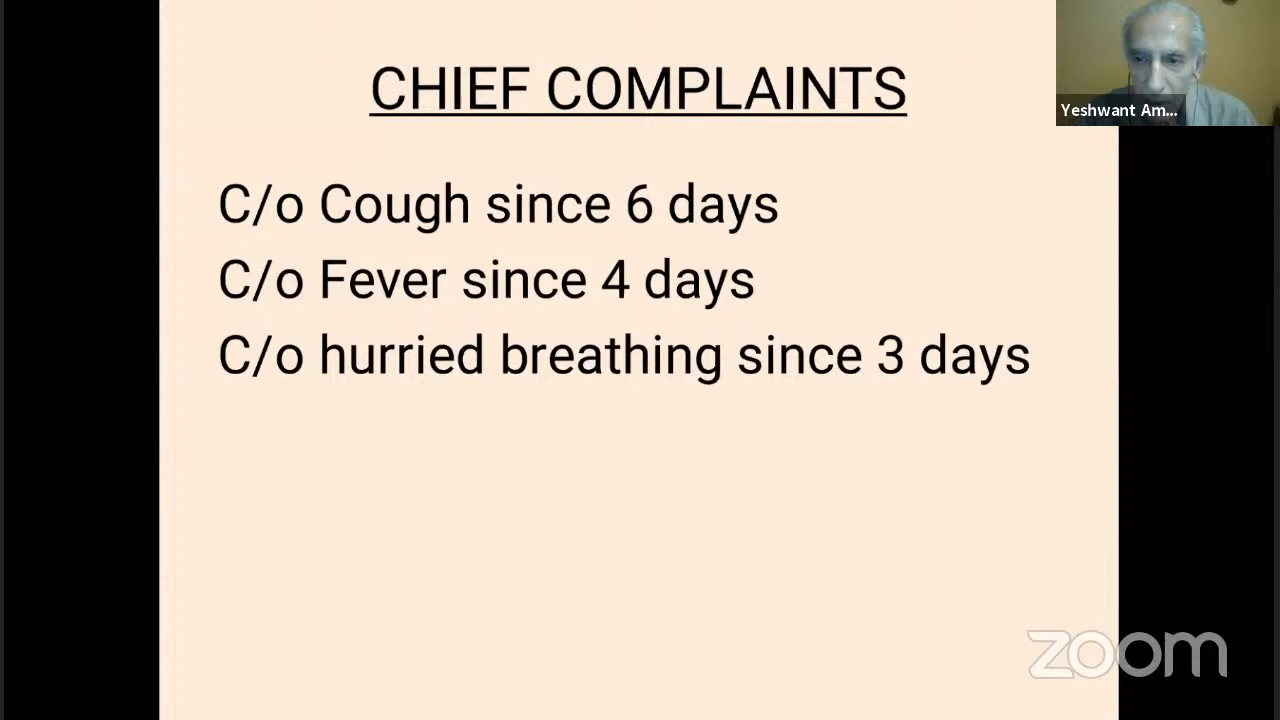 CHIEF COMPLAINTS
Yeshwant Am...
C/o Cough since 6 days
C/o Fever since 4 days
C/o hurried breathing since 3 days
zoom